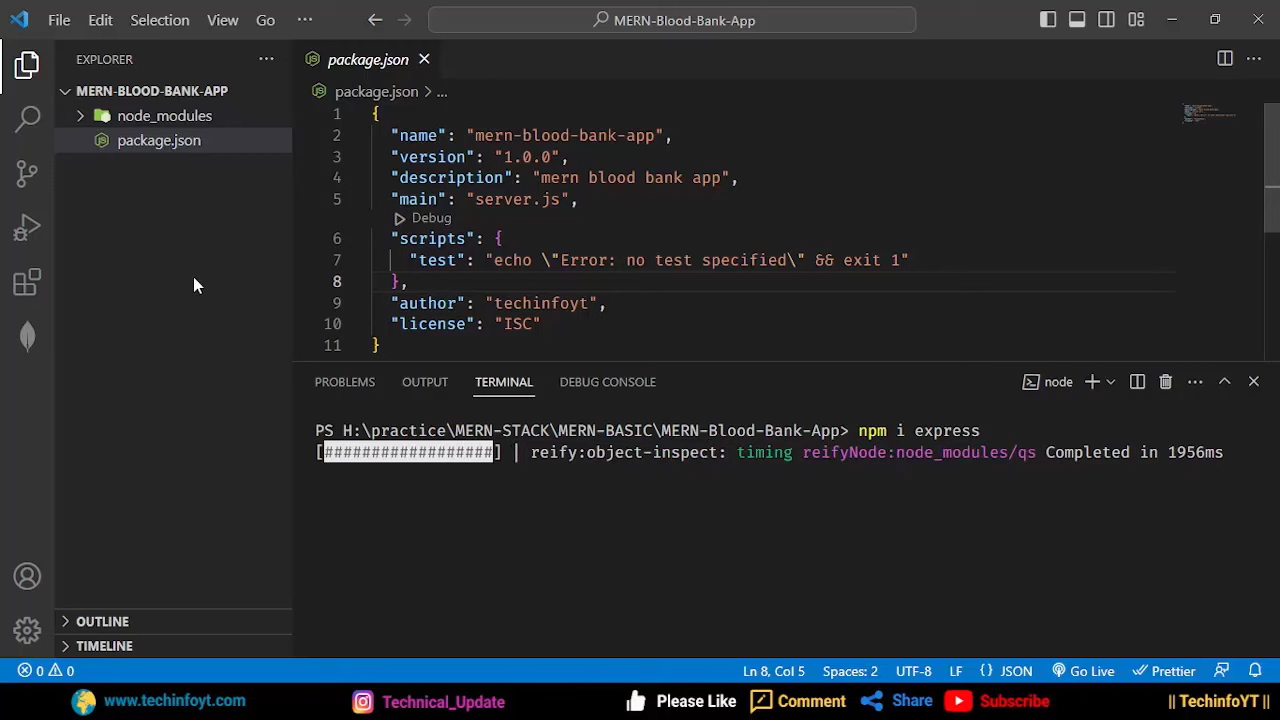 File Edit Selection View Go ··· MERN-Blood-Bank-App
EXPLORER ···
MERN-BLOOD-BANK-APP
node_modules
package.json
package.json
package.json > ...
1 {
2 "name": "mern-blood-bank-app",
3 "version": "1.0.0",
4 "description": "mern blood bank app",
5 "main": "server.js",
Debug
6 "scripts": {
7 "test": "echo \"Error: no test specified\" && exit 1"
8 },
9 "author": "techinfoyt",
10 "license": "ISC"
11 }
PROBLEMS OUTPUT TERMINAL DEBUG CONSOLE node
PS H:\practice\MERN-STACK\MERN-BASIC\MERN-Blood-Bank-App> npm i express
[##################] | reify:object-inspect: timing reifyNode:node_modules/qs Completed in 1956ms
OUTLINE
TIMELINE
0 0 Ln 8, Col 5 Spaces: 2 UTF-8 LF {} JSON Go Live Prettier
www.techinfoyt.com Technical_Update Please Like Comment Share Subscribe || TechinfoYT ||